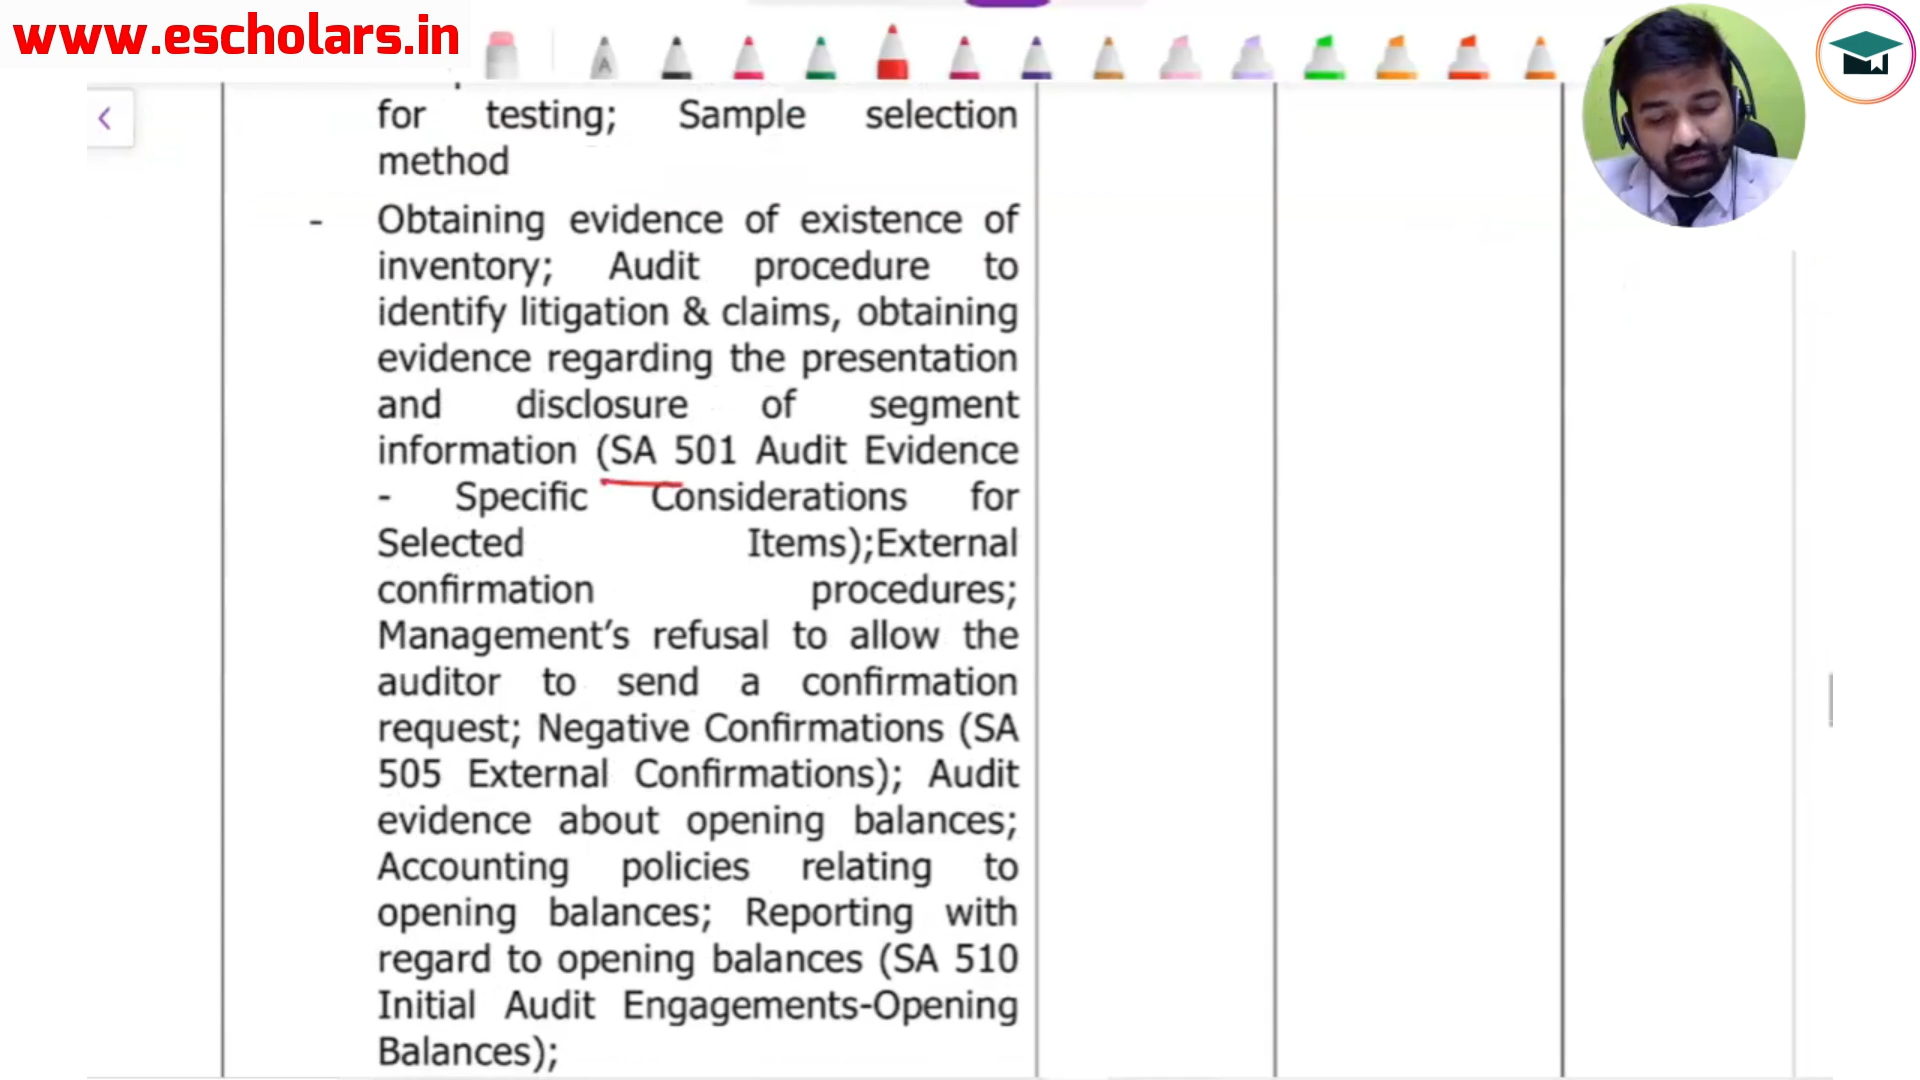 www.escholars.in
A
for testing; Sample selection
method
- Obtaining evidence of existence of
inventory; Audit procedure to
identify litigation & claims, obtaining
evidence regarding the presentation
and disclosure of segment
information (SA 501 Audit Evidence
- Specific Considerations for
Selected Items);External
confirmation procedures;
Management’s refusal to allow the
auditor to send a confirmation
request; Negative Confirmations (SA
505 External Confirmations); Audit
evidence about opening balances;
Accounting policies relating to
opening balances; Reporting with
regard to opening balances (SA 510
Initial Audit Engagements-Opening
Balances);